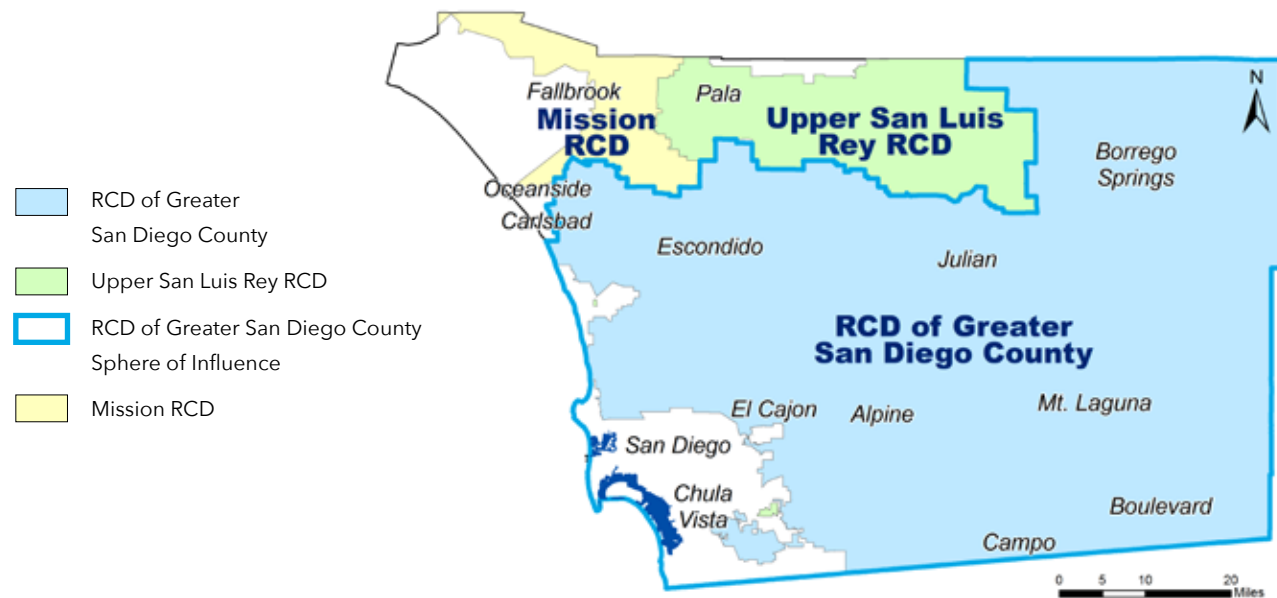 RCD of Greater
San Diego County
Upper San Luis Rey RCD
RCD of Greater San Diego County
Sphere of Influence
Mission RCD
Fallbrook
Mission
RCD
Pala
Upper San Luis
Rey RCD
N
Borrego
Springs
Oceanside
Carlsbad
Escondido
Julian
RCD of Greater
San Diego County
El Cajon
Alpine
Mt. Laguna
San Diego
Chula
Vista
Boulevard
Campo
0 5 10 20
Miles